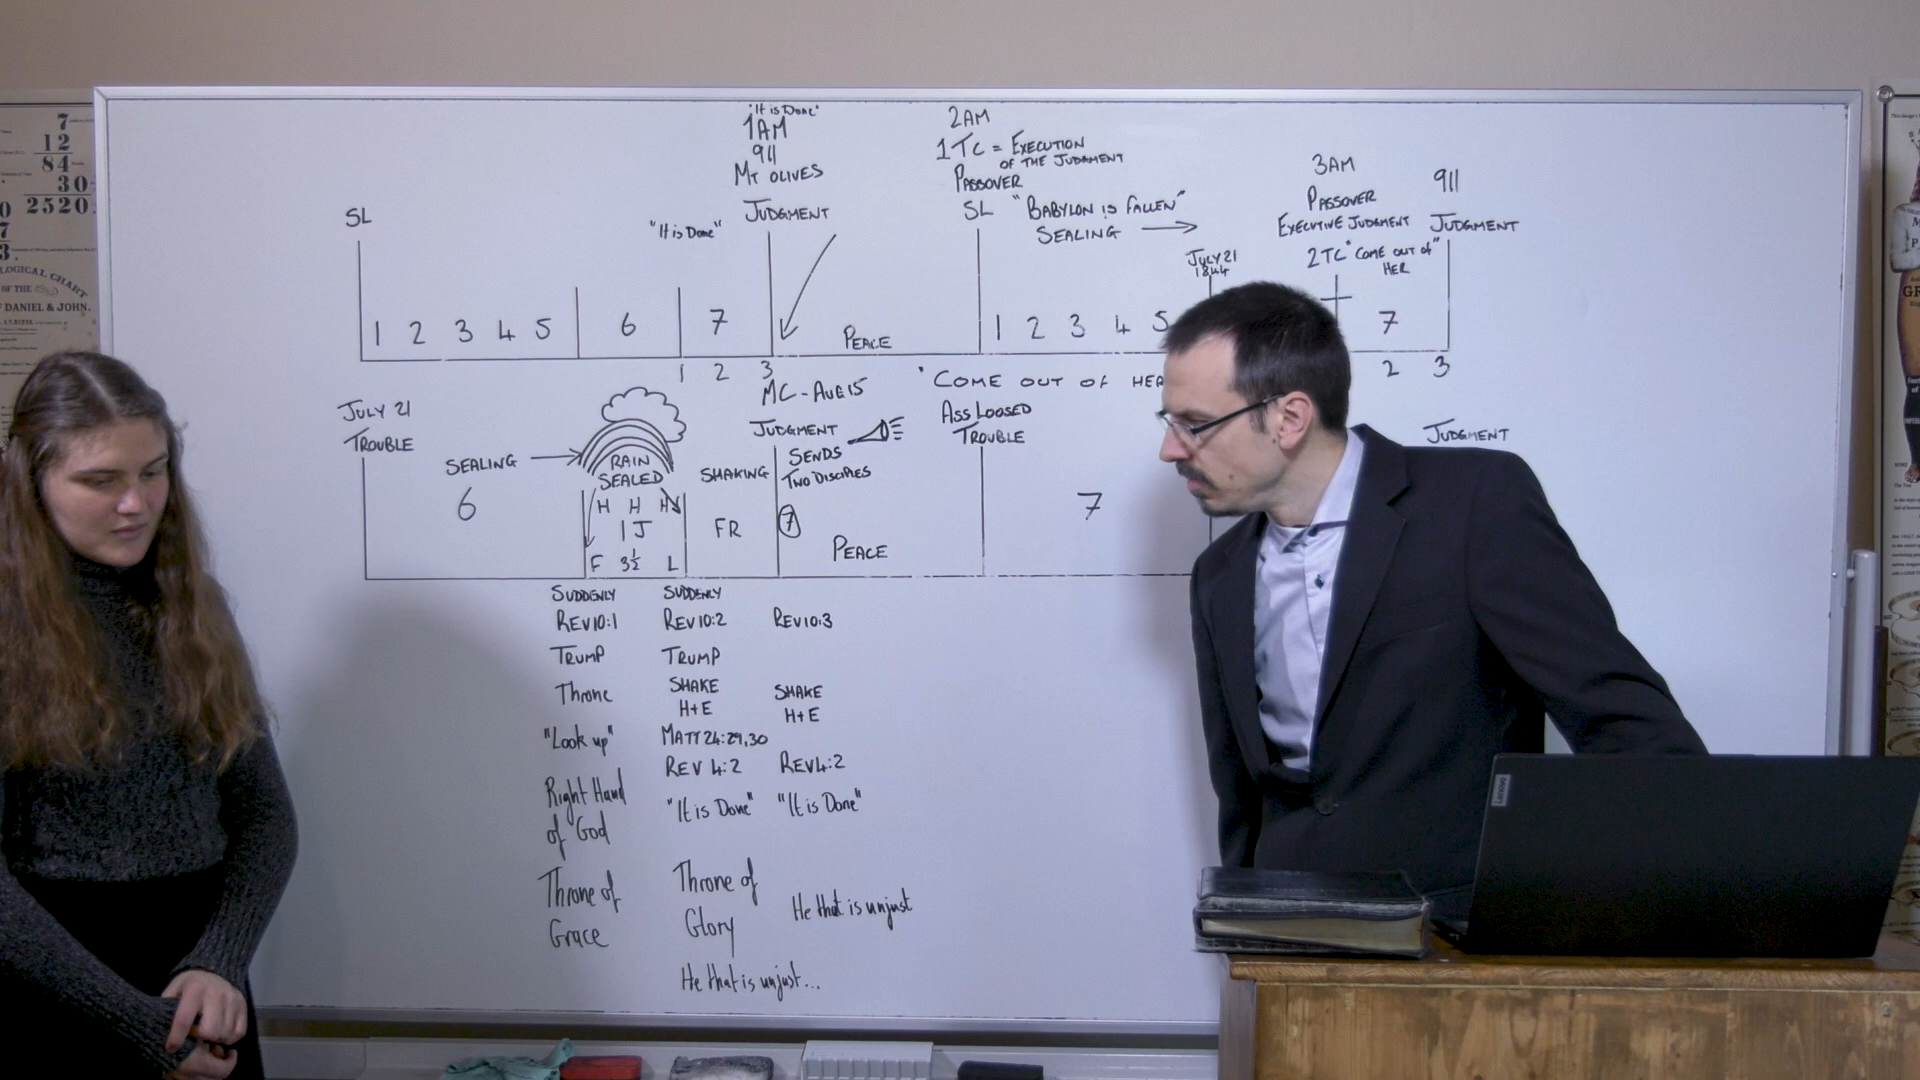 "It is Done"
1AM
911
MT OLIVES
JUDGMENT
2AM
1TC = EXECUTION
OF THE JUDGMENT
PASSOVER
SL "BABYLON IS FALLEN"
SEALING
3AM
PASSOVER
EXECUTIVE JUDGMENT
2TC "COME OUT OF"
HER
911
JUDGMENT
SL
"It is Done"
JULY 21
1844
1 2 3 4 5 6 7
PEACE
1 2 3 4 5
7
1 2 3
2 3
MC - AUG 15
"COME OUT OF HER
JULY 21
TROUBLE
SEALING
6
RAIN
SEALED
H H H
1 J
F 3½ L
SHAKING
FR
JUDGMENT
SENDS
TWO DISCIPLES
7
PEACE
ASS LOOSED
TROUBLE
7
JUDGMENT
SUDDENLY SUDDENLY
REV 10:1 REV 10:2 REV 10:3
TRUMP TRUMP
Throne SHAKE SHAKE
H+E H+E
"Look up" MATT 24:29,30
REV 4:2 REV 4:2
Right Hand
of God
"It is Done" "It is Done"
Throne of
Grace
Throne of
Glory
He that is unjust
He that is unjust...
7
12
84
30
2520
7
3.
OF THE
DANIEL & JOHN.
CHART
Lenovo